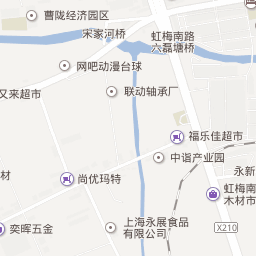 曹陇经济园区
宋家河桥
虹梅南路
六磊塘桥
网吧动漫台球
又来超市
联动轴承厂
福乐佳超市
中诣产业园
永新
材
尚优玛特
虹梅南
木材市
奕晖五金
上海永展食品
有限公司
X210